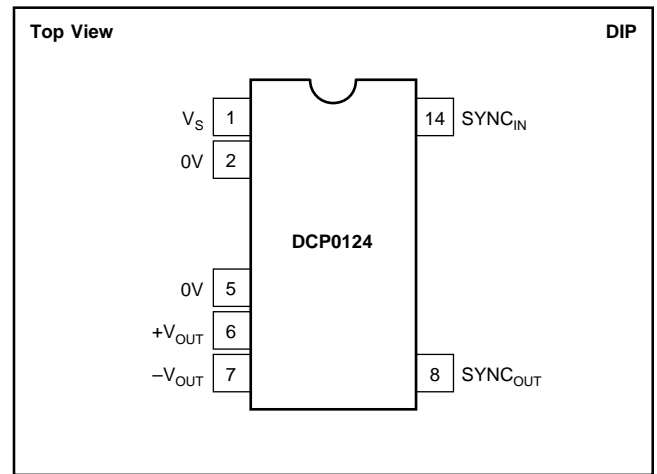 Top View DIP
V_S 1 14 SYNC_IN
0V 2
DCP0124
0V 5
+V_OUT 6
–V_OUT 7 8 SYNC_OUT